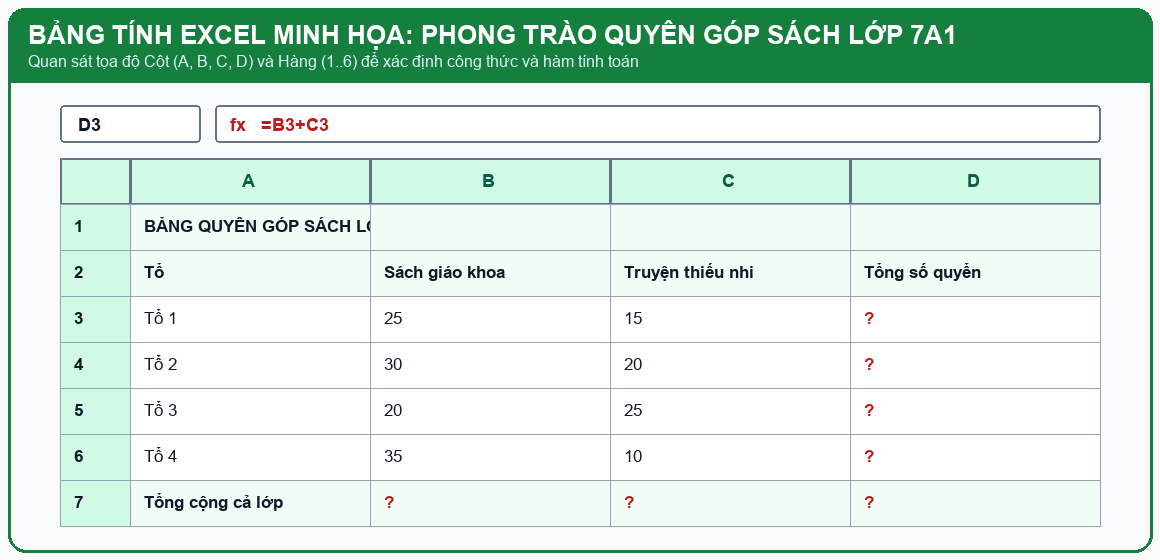 BẢNG TÍNH EXCEL MINH HỌA: PHONG TRÀO QUYÊN GÓP SÁCH LỚP 7A1
Quan sát tọa độ Cột (A, B, C, D) và Hàng (1..6) để xác định công thức và hàm tính toán
D3 fx =B3+C3
A B C D
1 BẢNG QUYÊN GÓP SÁCH
2 Tổ Sách giáo khoa Truyện thiếu nhi Tổng số quyển
3 Tổ 1 25 15 ?
4 Tổ 2 30 20 ?
5 Tổ 3 20 25 ?
6 Tổ 4 35 10 ?
7 Tổng cộng cả lớp ? ? ?